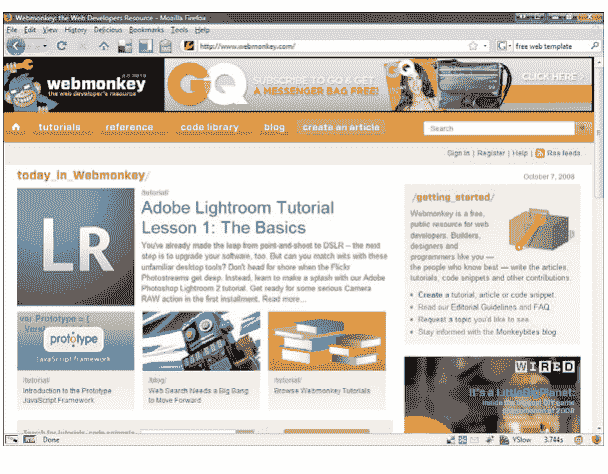 Webmonkey: the Web Developers Resource - Mozilla Firefox
File Edit View History Delicious Bookmarks Tools Help
http://www.webmonkey.com/
free web template
webmonkey
the web developer's resource
GQ
SUBSCRIBE TO GQ & GET
A MESSENGER BAG FREE!
CLICK HERE >
tutorials reference code library blog create an article
Search
Sign In | Register | Help | Rss feeds
today_in_Webmonkey/
October 7, 2008
LR
/tutorial/
Adobe Lightroom Tutorial
Lesson 1: The Basics
You've already made the leap from point-and-shoot to DSLR – the next
step is to upgrade your software, too. But can you match wits with these
unfamiliar desktop tools? Don't head for shore when the Flickr
Photostreams get deep. Instead, learn to make a splash with our Adobe
Photoshop Lightroom 2 tutorial. Get ready for some serious Camera
RAW action in the first installment. Read more...
/getting_started/
Webmonkey is a free,
public resource for web
developers. Builders,
designers and
programmers like you —
the people who know best — write the articles,
tutorials, code snippets and other contributions.
• Create a tutorial, article or code snippet.
• Read our Editorial Guidelines and FAQ.
• Request a topic you'd like to see.
• Stay informed with the Monkeybites blog.
var Prototype = {
Vers
prototype
JavaScript Framework
/tutorial/
Introduction to the Prototype
JavaScript Framework
/blog/
Web Search Needs a Big Bang
to Move Forward
/tutorial/
Browse Webmonkey Tutorials
WIRED
It's a LittleBigPlanet:
Search for tutorials, code snippets
Done
YSlow 3.744s